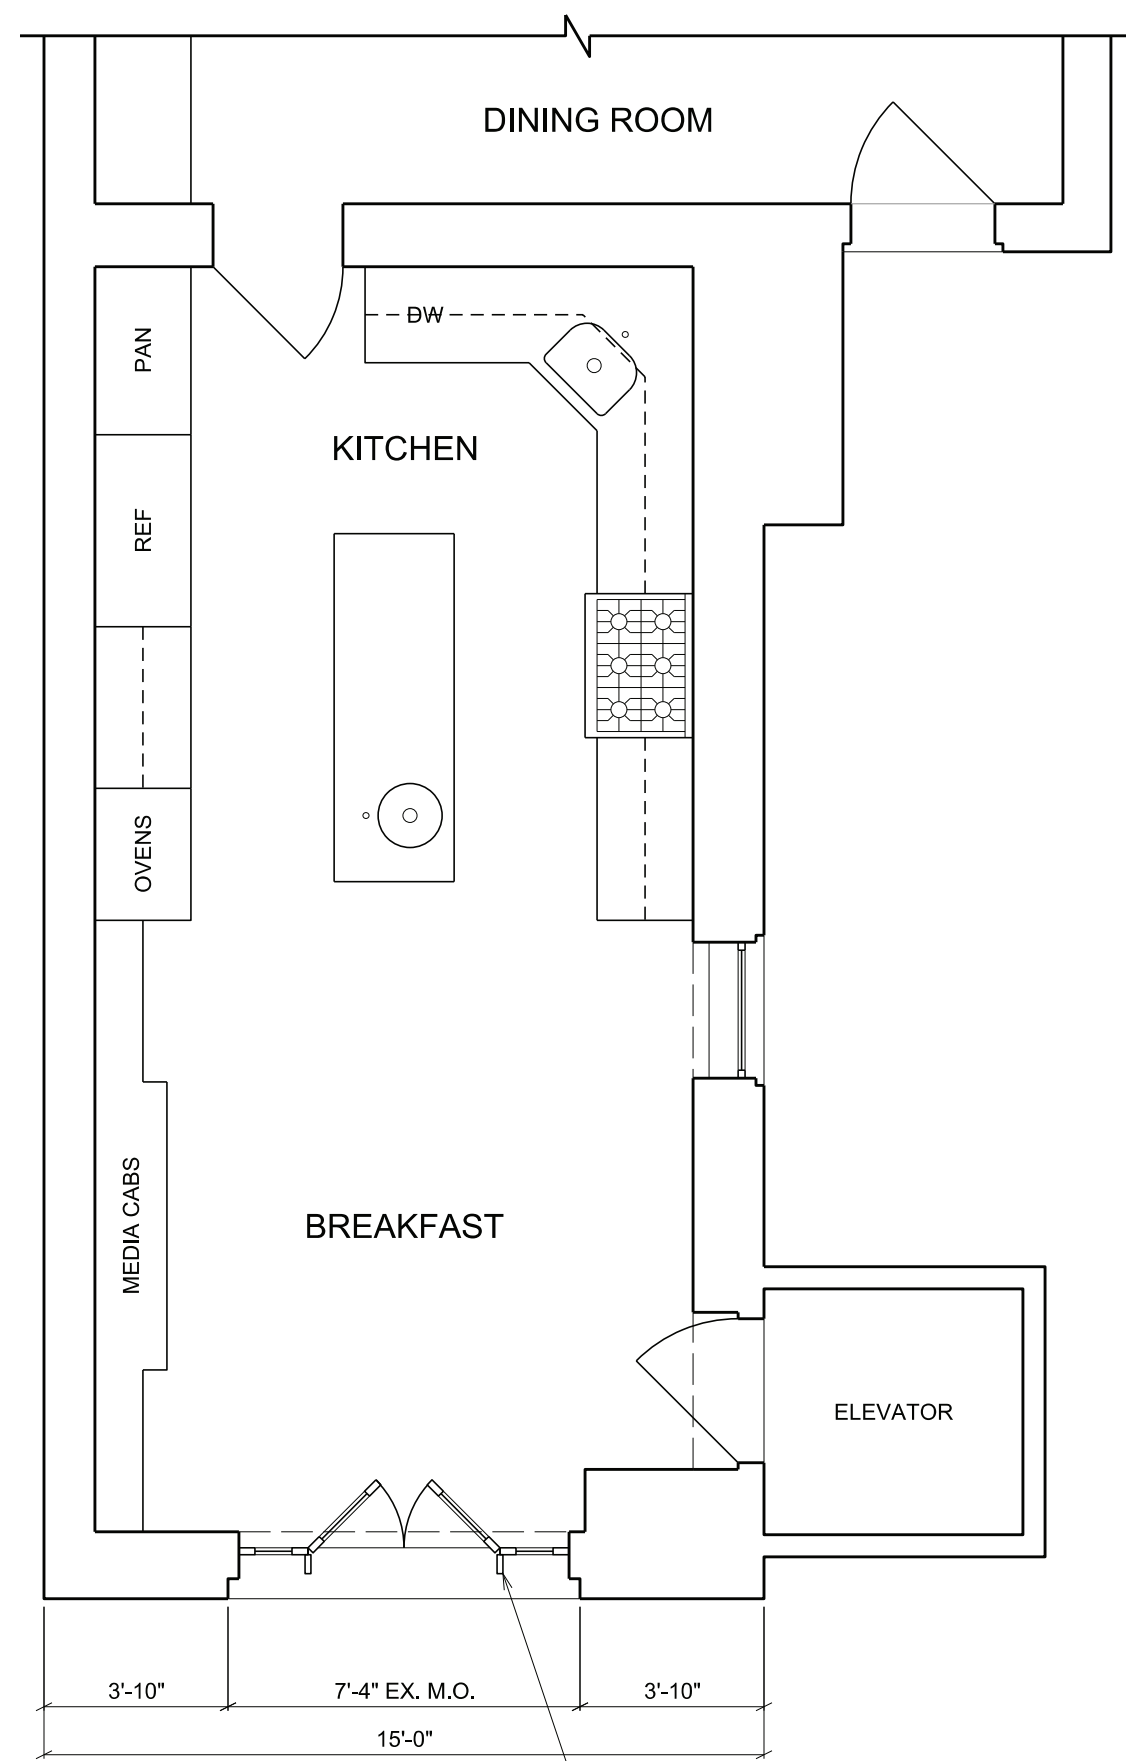 DINING ROOM
DW
PAN
KITCHEN
REF
OVENS
MEDIA CABS
BREAKFAST
ELEVATOR
3'-10"
7'-4" EX. M.O.
3'-10"
15'-0"